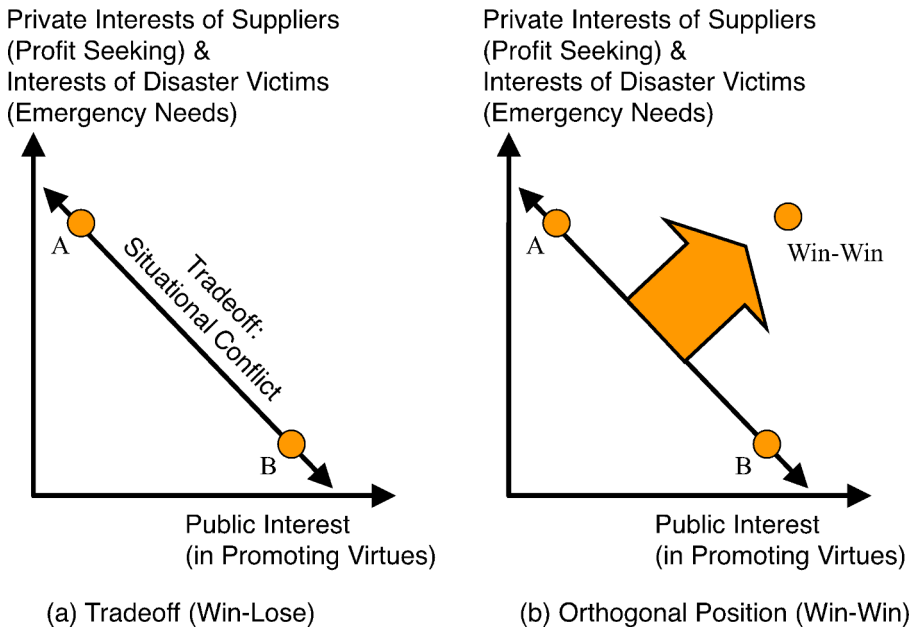 Private Interests of Suppliers
(Profit Seeking) &
Interests of Disaster Victims
(Emergency Needs)
A
Tradeoff:
Situational Conflict
B
Public Interest
(in Promoting Virtues)
(a) Tradeoff (Win-Lose)
Private Interests of Suppliers
(Profit Seeking) &
Interests of Disaster Victims
(Emergency Needs)
A
Win-Win
B
Public Interest
(in Promoting Virtues)
(b) Orthogonal Position (Win-Win)